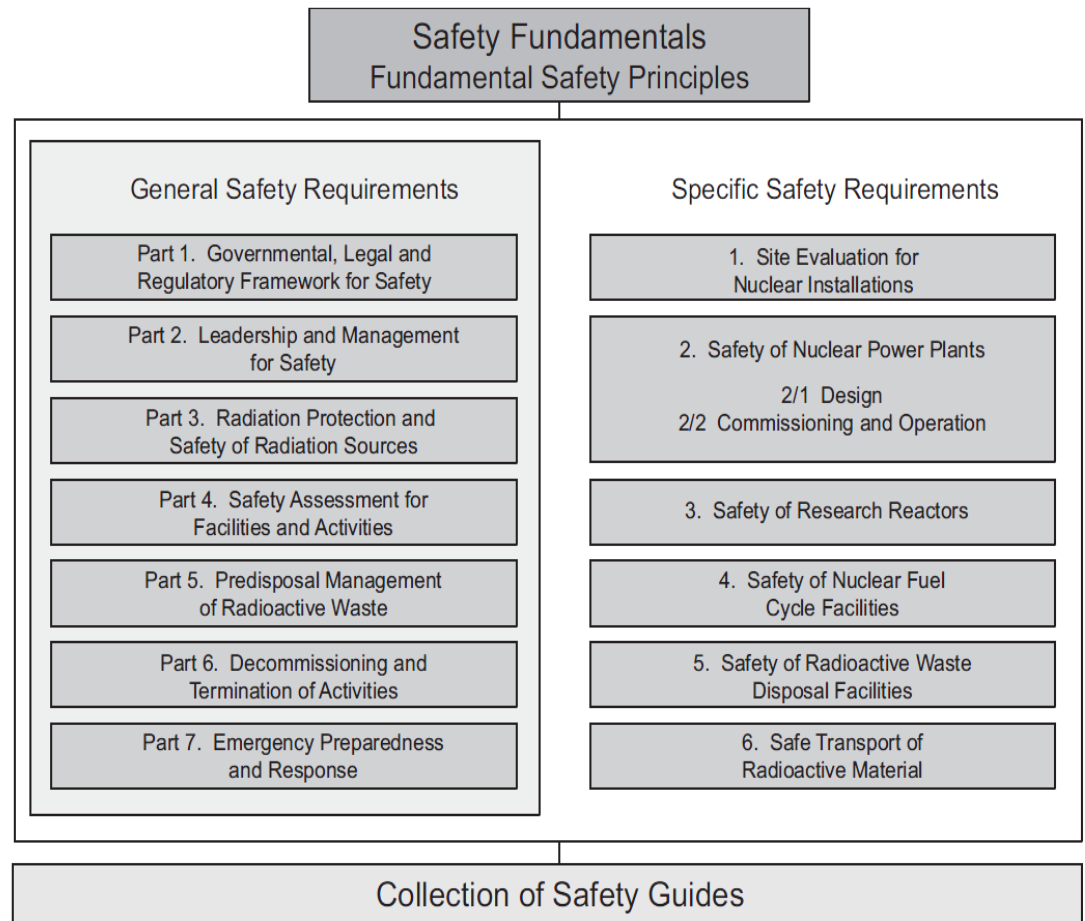 Safety Fundamentals
Fundamental Safety Principles
General Safety Requirements
Part 1. Governmental, Legal and
Regulatory Framework for Safety
Part 2. Leadership and Management
for Safety
Part 3. Radiation Protection and
Safety of Radiation Sources
Part 4. Safety Assessment for
Facilities and Activities
Part 5. Predisposal Management
of Radioactive Waste
Part 6. Decommissioning and
Termination of Activities
Part 7. Emergency Preparedness
and Response
Specific Safety Requirements
1. Site Evaluation for
Nuclear Installations
2. Safety of Nuclear Power Plants
2/1 Design
2/2 Commissioning and Operation
3. Safety of Research Reactors
4. Safety of Nuclear Fuel
Cycle Facilities
5. Safety of Radioactive Waste
Disposal Facilities
6. Safe Transport of
Radioactive Material
Collection of Safety Guides